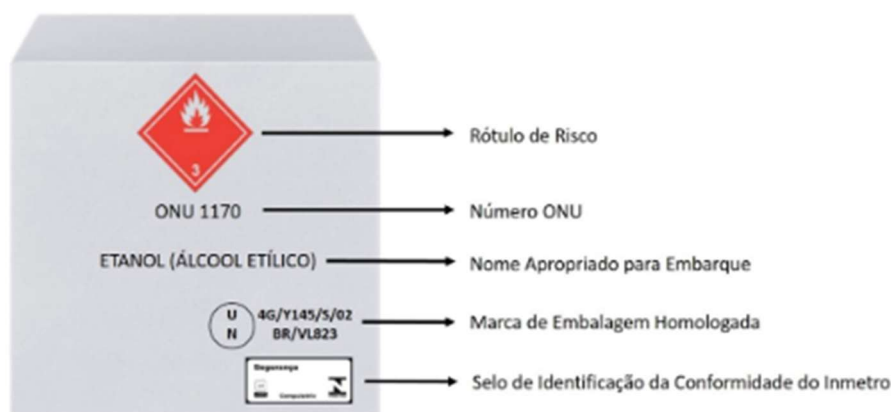 3
Rótulo de Risco
ONU 1170
Número ONU
ETANOL (ÁLCOOL ETÍLICO)
Nome Apropriado para Embarque
U
N
4G/Y145/S/02
BR/VL823
Marca de Embalagem Homologada
Segurança
Compulsório
Selo de Identificação da Conformidade do Inmetro